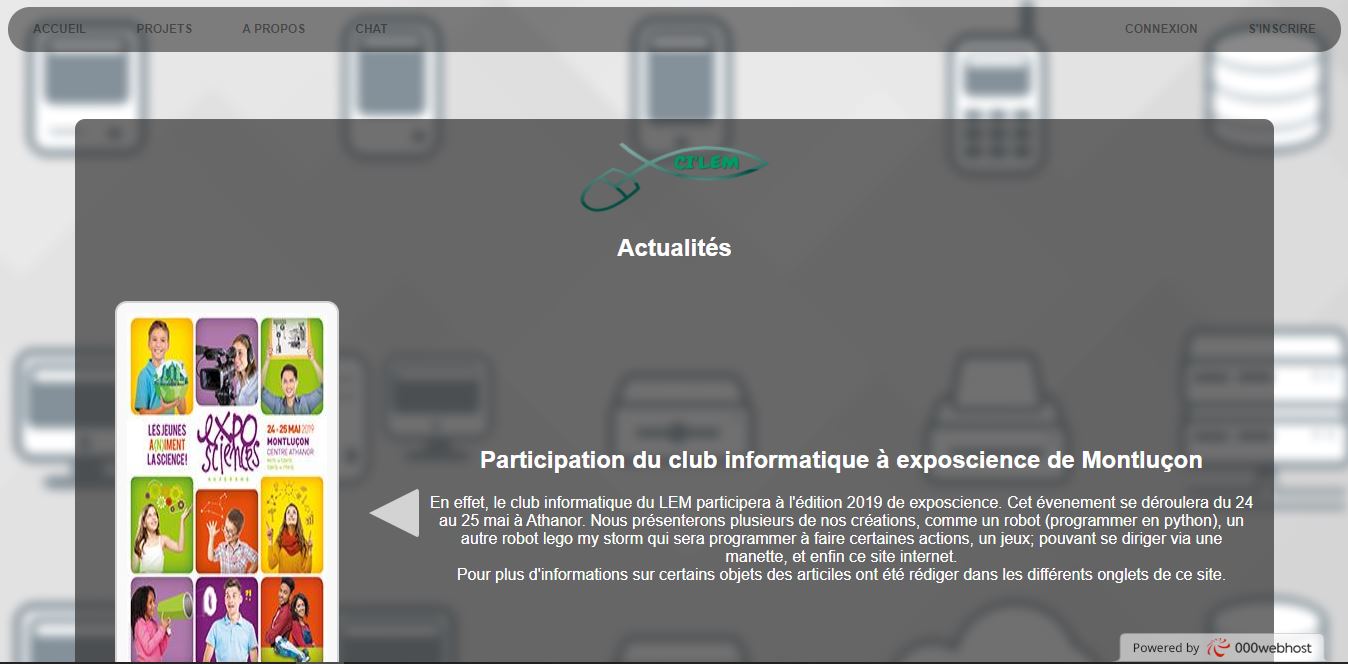 ACCUEIL PROJETS A PROPOS CHAT CONNEXION S'INSCRIRE
CI'LEM
Actualités
LES JEUNES
A(N)IMENT
LA SCIENCE!
EXPO
SCIENCES
AUVERGNE
24 - 25 MAI 2019
MONTLUÇON
CENTRE ATHANOR
Participation du club informatique à exposcience de Montluçon
En effet, le club informatique du LEM participera à l'édition 2019 de exposcience. Cet évenement se déroulera du 24
au 25 mai à Athanor. Nous présenterons plusieurs de nos créations, comme un robot (programmer en python), un
autre robot lego my storm qui sera programmer à faire certaines actions, un jeux; pouvant se diriger via une
manette, et enfin ce site internet.
Pour plus d'informations sur certains objets des articiles ont été rédiger dans les différents onglets de ce site.
Powered by 000webhost